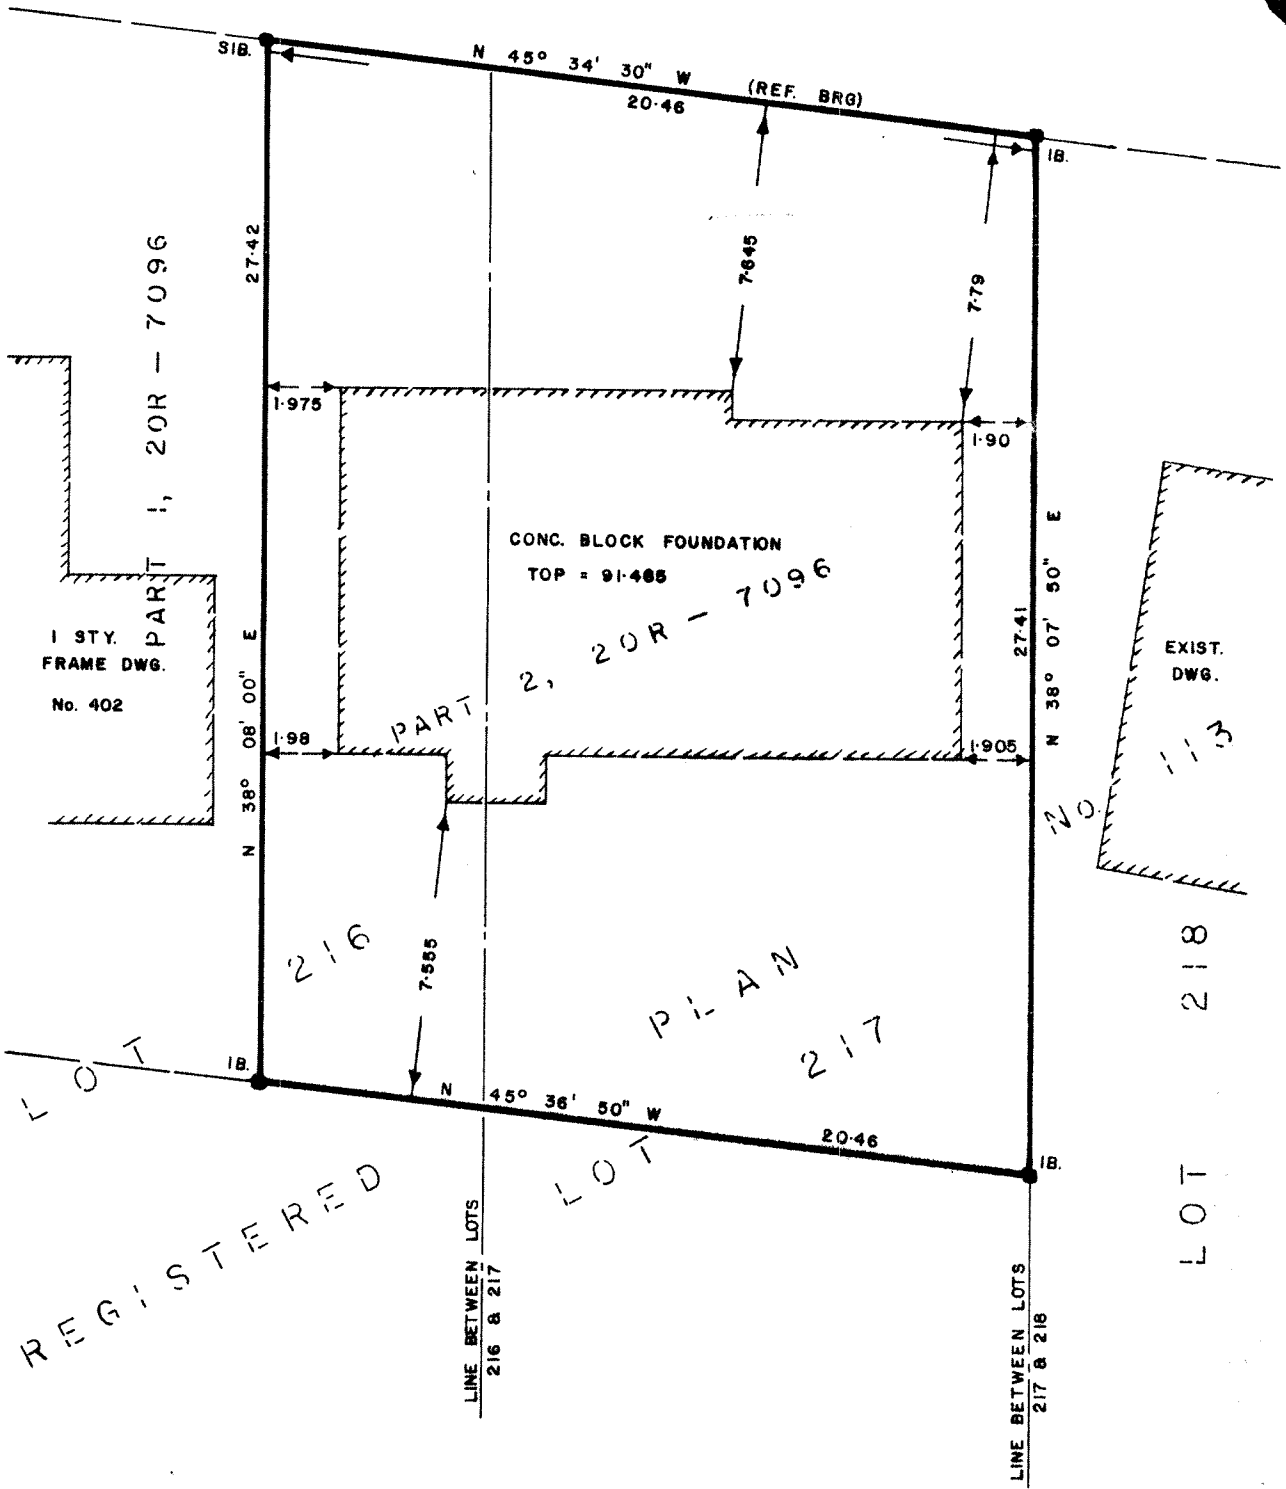 SIB.
N 45° 34' 30" W (REF. BRG)
20·46
IB.
27·42
7·645
7·79
PART 1, 20R - 7096
1·975
1·90
CONC. BLOCK FOUNDATION
TOP = 91·465
PART 2, 20R - 7096
1 STY.
FRAME DWG.
No. 402
N 38° 08' 00" E
27·41
N 38° 07' 50" E
EXIST.
DWG.
1·98
1·905
7·555
LOT 216
REGISTERED PLAN No. 113
LOT 217
LOT 218
IB.
N 45° 36' 50" W
20·46
IB.
LINE BETWEEN LOTS
216 & 217
LINE BETWEEN LOTS
217 & 218